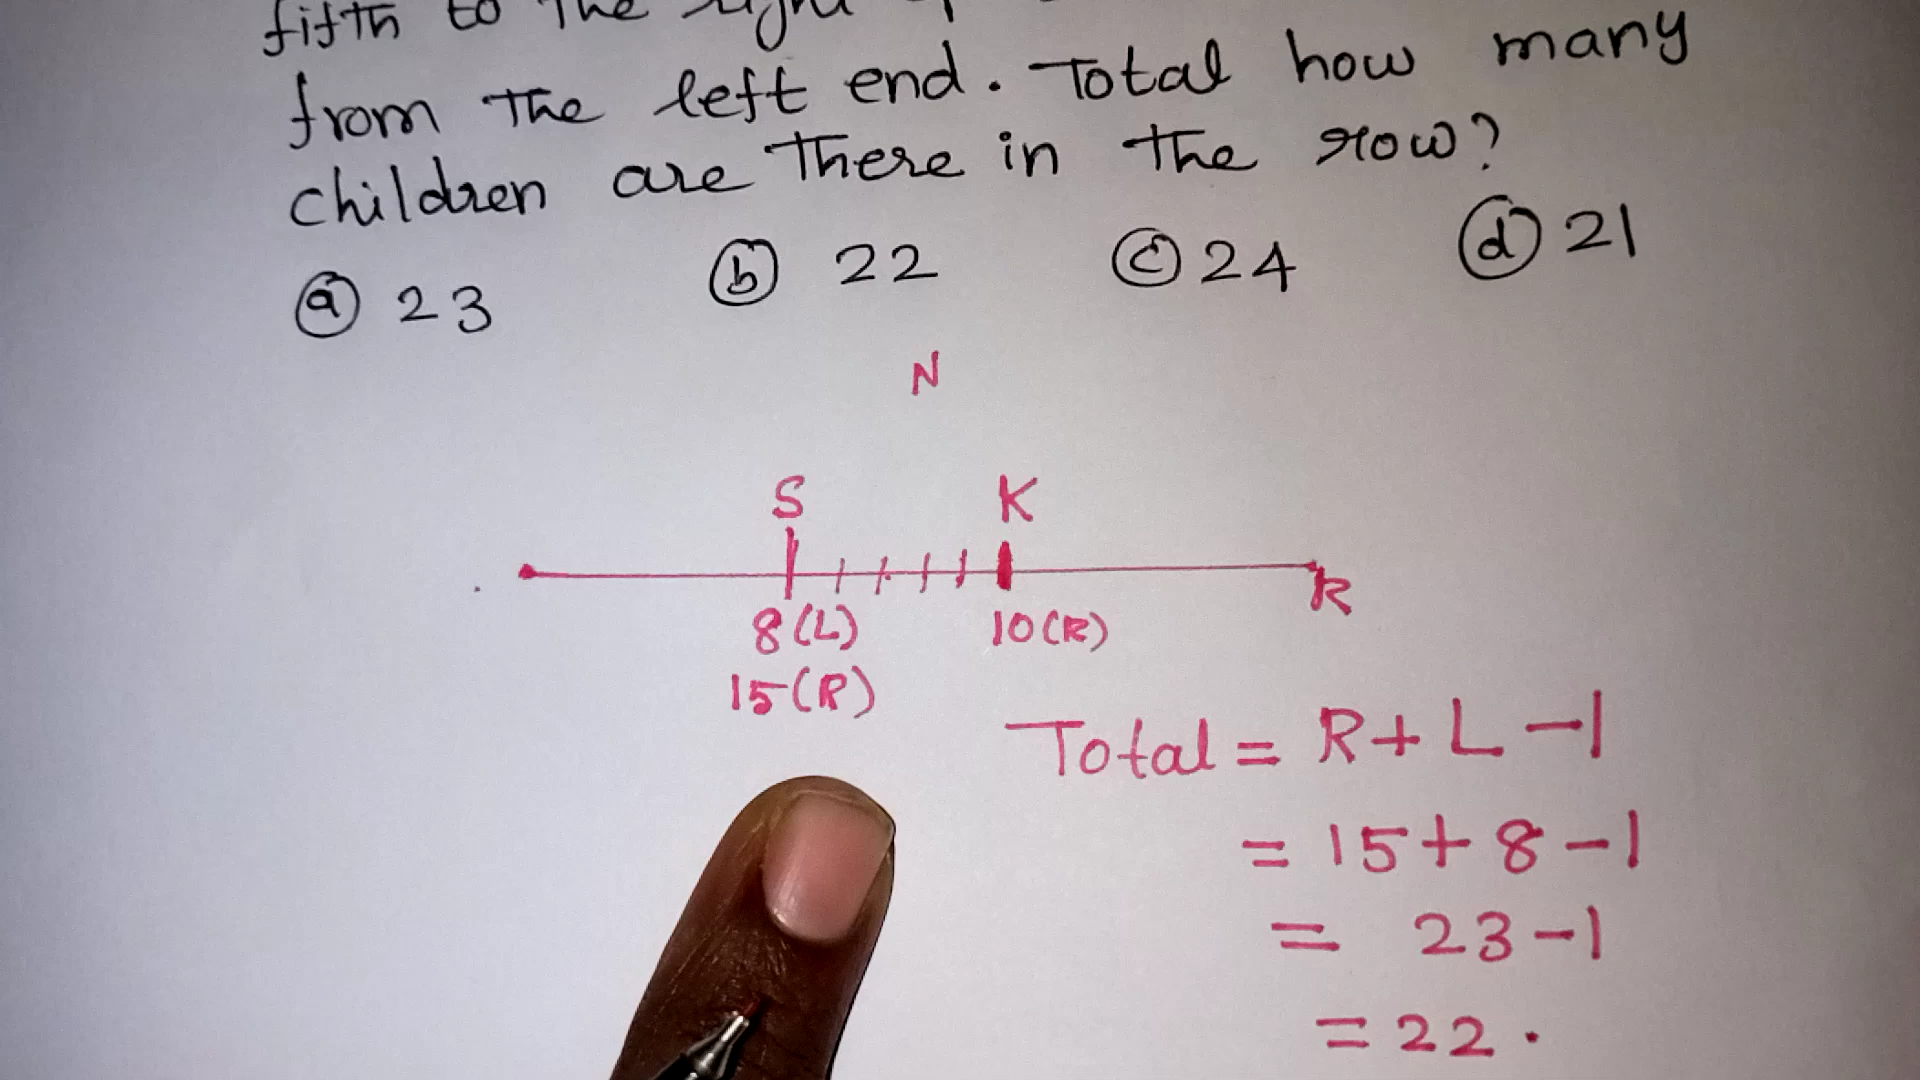 fifth to the right
from the left end. Total how many
children are there in the row?
(a) 23 (b) 22 (c) 24 (d) 21
N
S K
R
8(L) 10(R)
15(R)
Total = R+L-1
= 15+8-1
= 23-1
= 22.